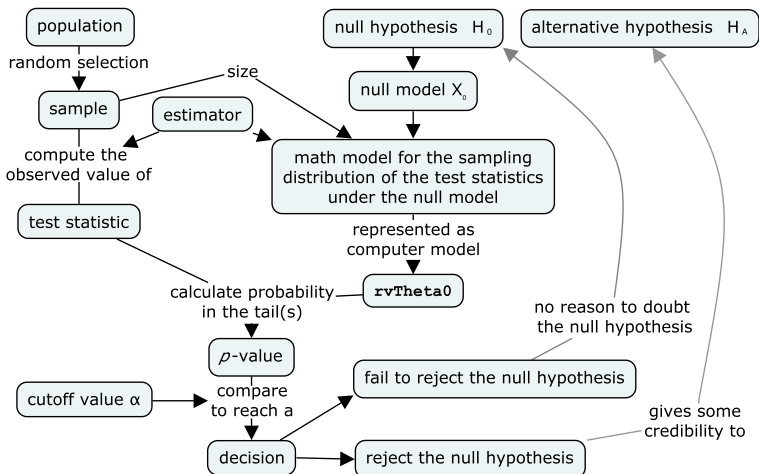 population
null hypothesis H₀
alternative hypothesis H_A
random selection
size
sample
null model X₀
estimator
compute the
observed value of
math model for the sampling
distribution of the test statistics
under the null model
test statistic
represented as
computer model
calculate probability
in the tail(s)
rvTheta0
no reason to doubt
the null hypothesis
p-value
fail to reject the null hypothesis
cutoff value α
compare
to reach a
gives some
credibility to
decision
reject the null hypothesis